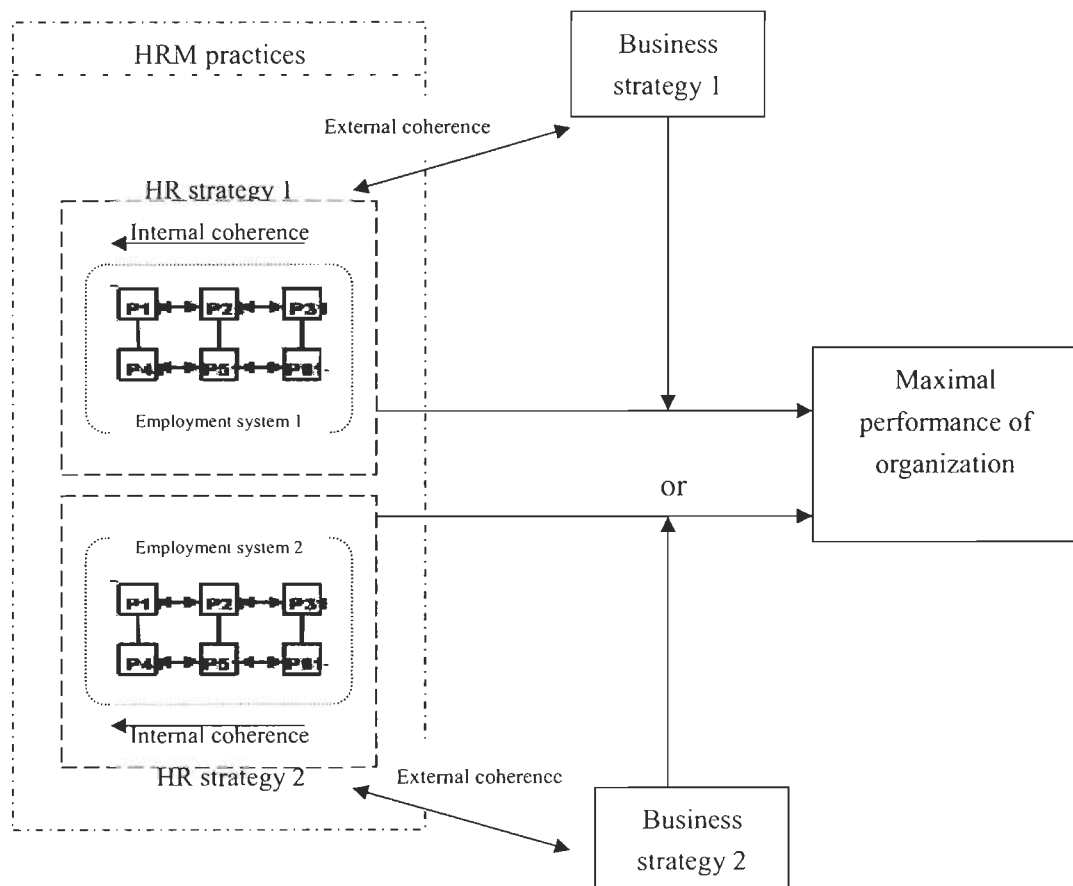 HRM practices
Business
strategy 1
External coherence
HR strategy 1
Internal coherence
P1 P2
P4 P5
Employment system 1
Maximal
performance of
organization
or
Employment system 2
P1 P2
P4 P5
Internal coherence
HR strategy 2
External coherence
Business
strategy 2